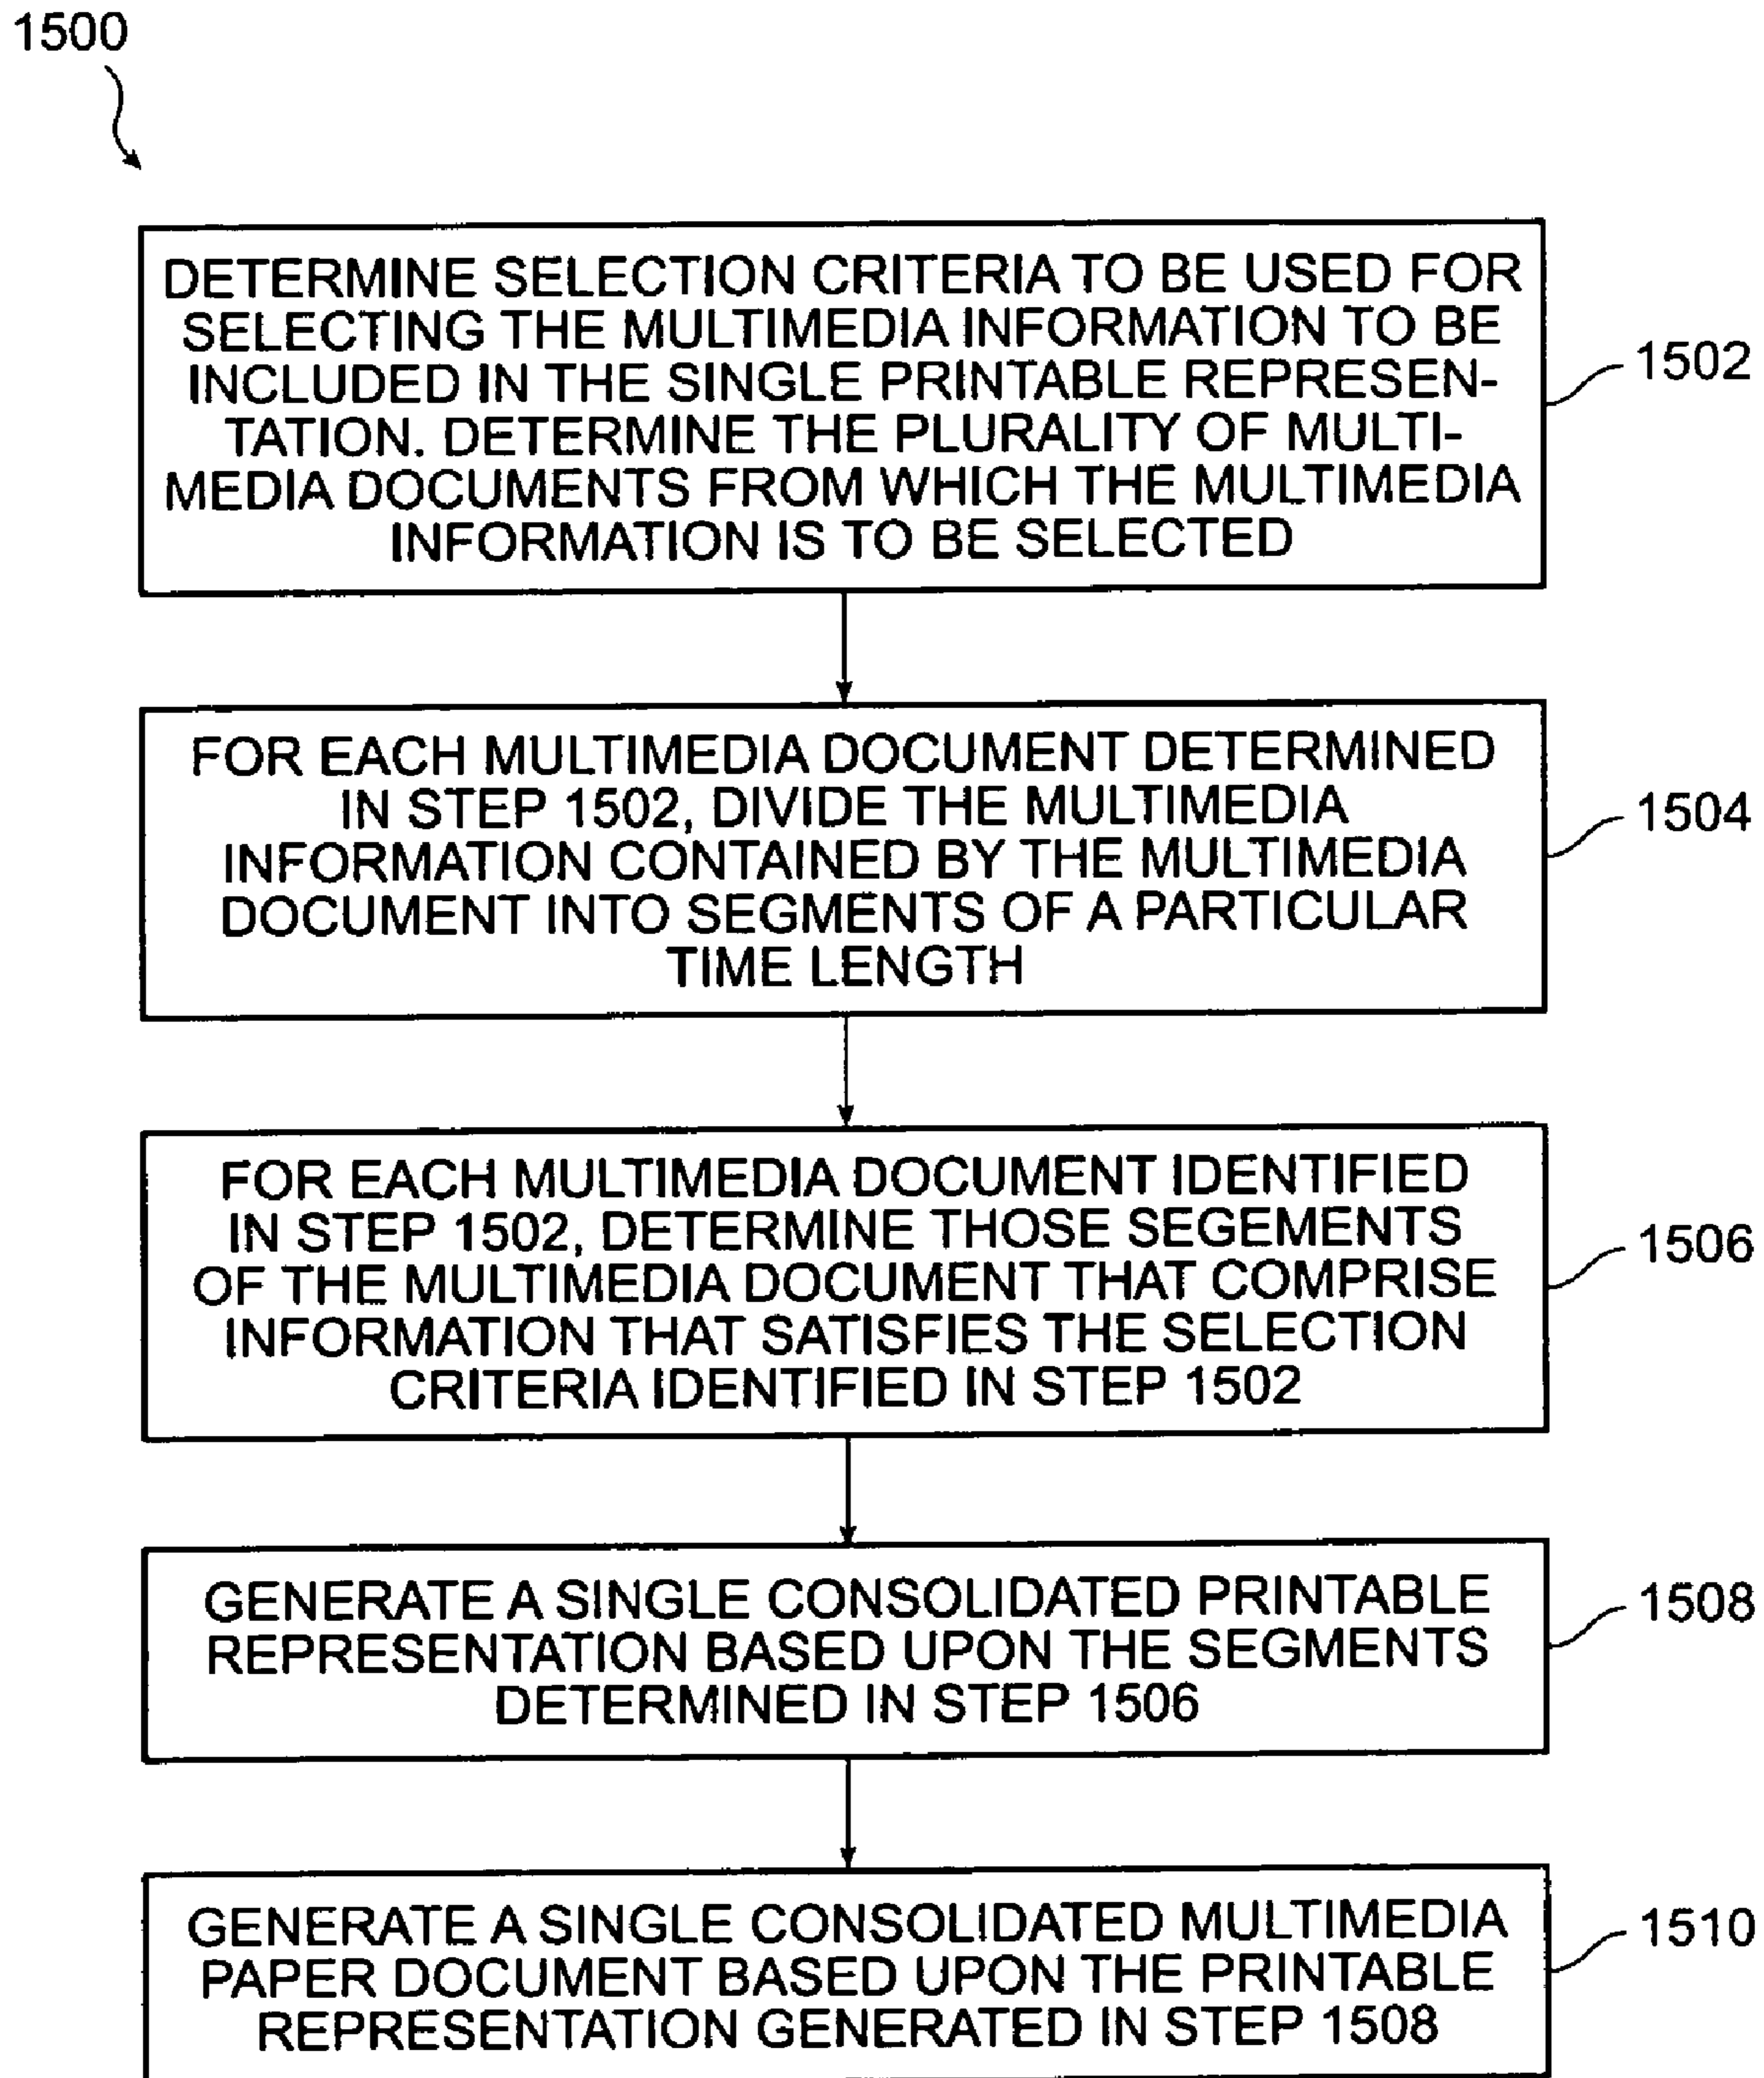 1500
DETERMINE SELECTION CRITERIA TO BE USED FOR
SELECTING THE MULTIMEDIA INFORMATION TO BE
INCLUDED IN THE SINGLE PRINTABLE REPRESEN-
TATION. DETERMINE THE PLURALITY OF MULTI-
MEDIA DOCUMENTS FROM WHICH THE MULTIMEDIA
INFORMATION IS TO BE SELECTED
1502
FOR EACH MULTIMEDIA DOCUMENT DETERMINED
IN STEP 1502, DIVIDE THE MULTIMEDIA
INFORMATION CONTAINED BY THE MULTIMEDIA
DOCUMENT INTO SEGMENTS OF A PARTICULAR
TIME LENGTH
1504
FOR EACH MULTIMEDIA DOCUMENT IDENTIFIED
IN STEP 1502, DETERMINE THOSE SEGEMENTS
OF THE MULTIMEDIA DOCUMENT THAT COMPRISE
INFORMATION THAT SATISFIES THE SELECTION
CRITERIA IDENTIFIED IN STEP 1502
1506
GENERATE A SINGLE CONSOLIDATED PRINTABLE
REPRESENTATION BASED UPON THE SEGMENTS
DETERMINED IN STEP 1506
1508
GENERATE A SINGLE CONSOLIDATED MULTIMEDIA
PAPER DOCUMENT BASED UPON THE PRINTABLE
REPRESENTATION GENERATED IN STEP 1508
1510